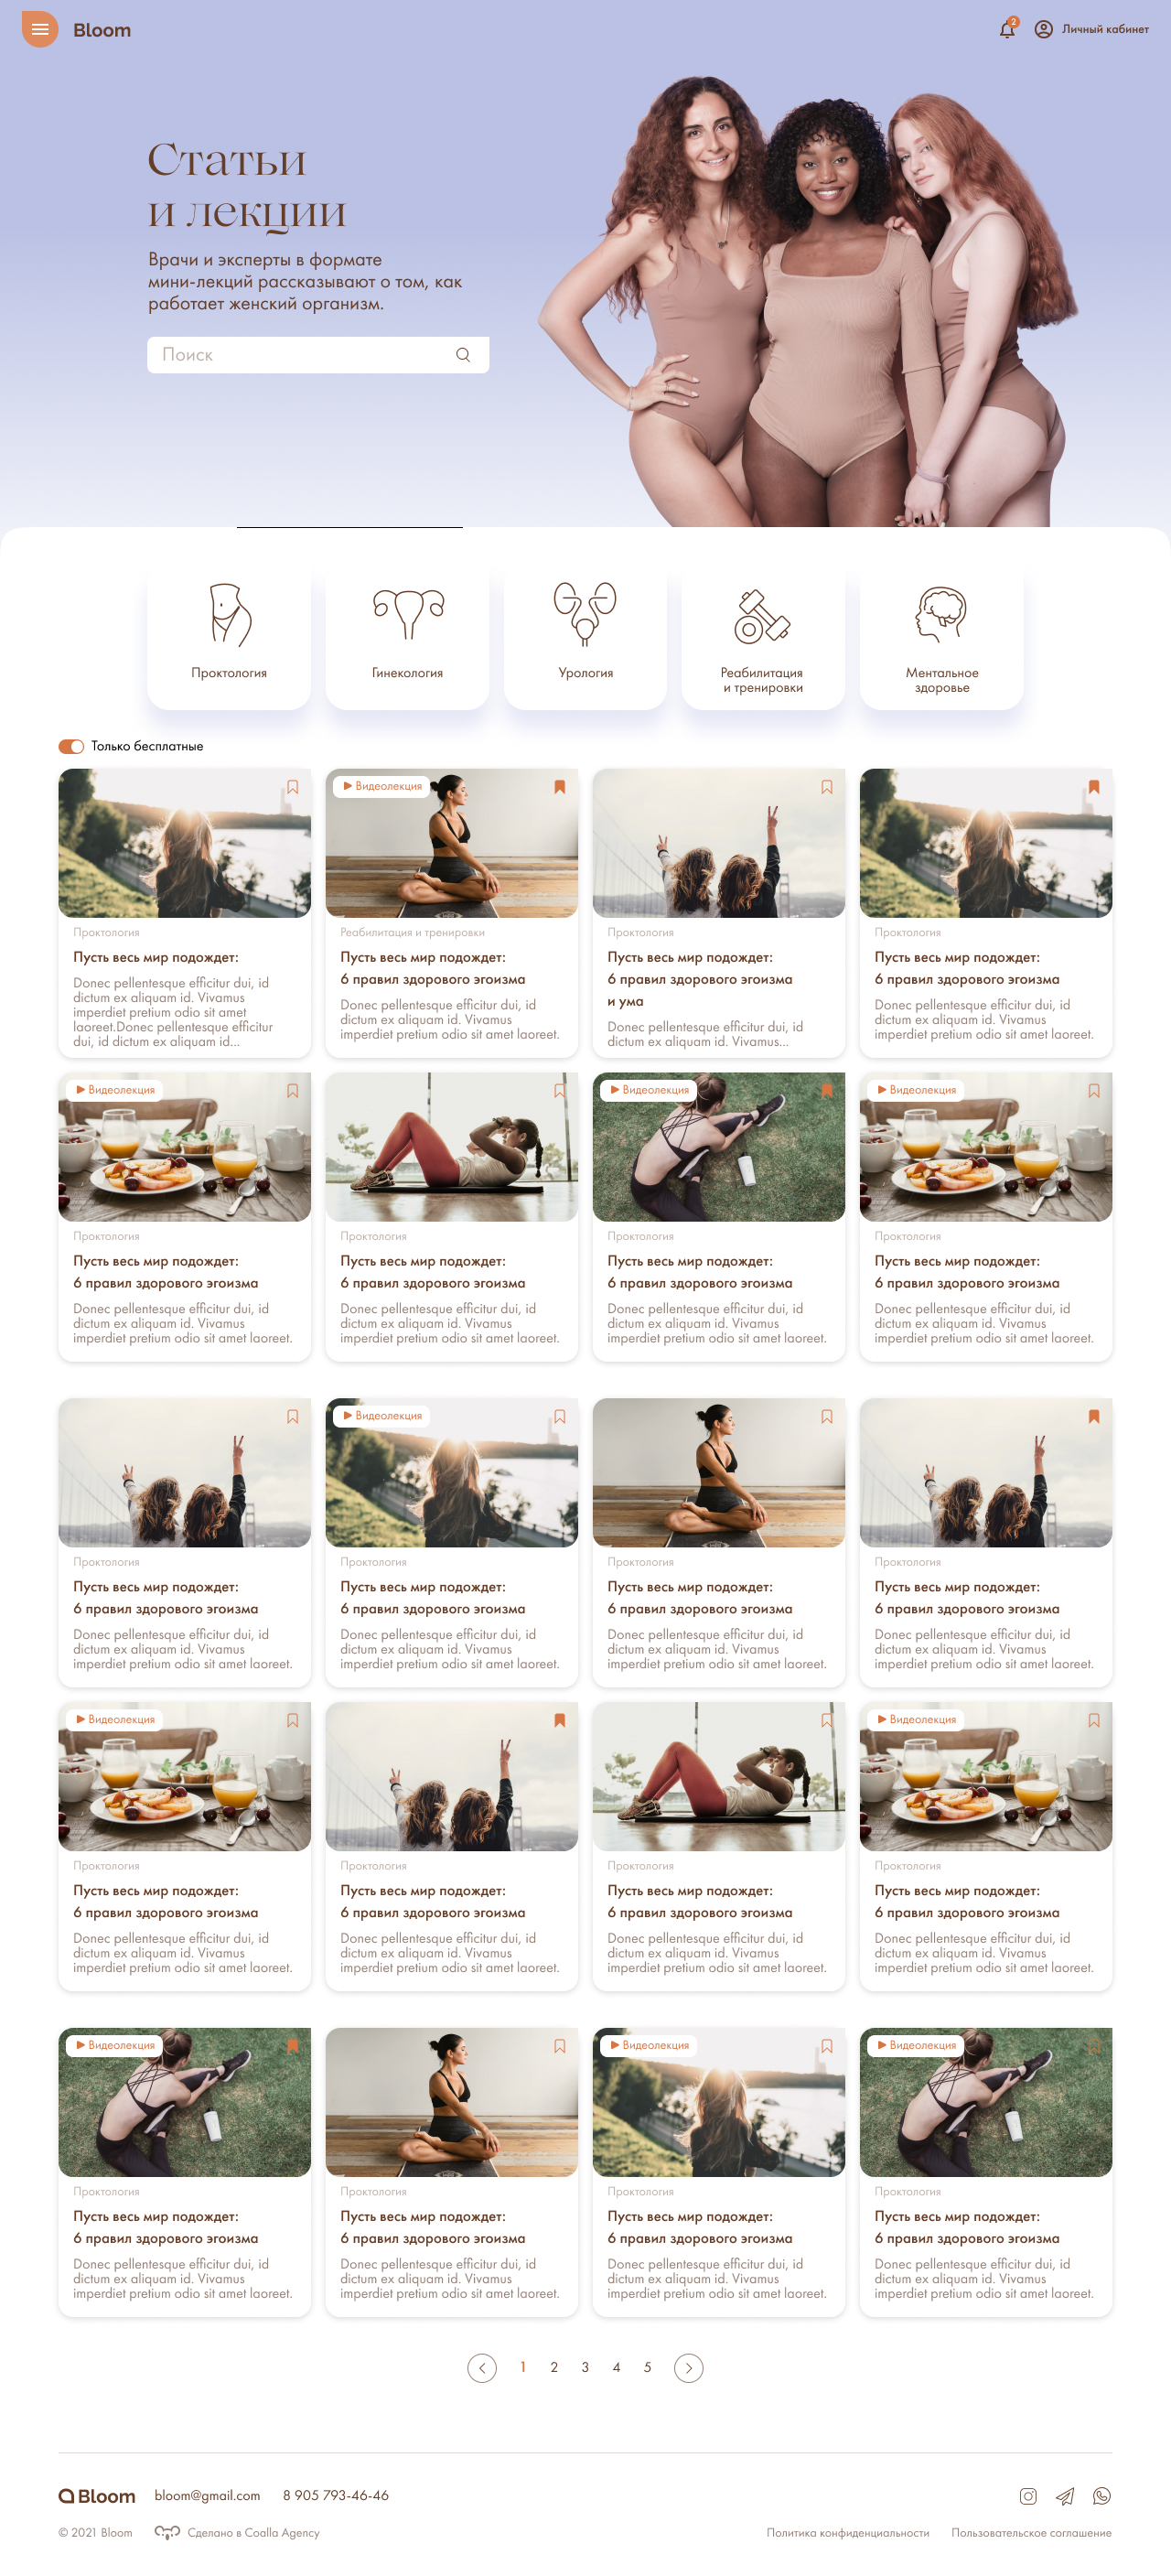 Bloom
2
Личный кабинет
Статьи
и лекции
Врачи и эксперты в формате
мини-лекций рассказывают о том, как
работает женский организм.
Поиск
Проктология
Гинекология
Урология
Реабилитация
и тренировки
Ментальное
здоровье
Только бесплатные
Проктология
Пусть весь мир подождет:
Donec pellentesque efficitur dui, id
dictum ex aliquam id. Vivamus
imperdiet pretium odio sit amet
laoreet.Donec pellentesque efficitur
dui, id dictum ex aliquam id...
Видеолекция
Реабилитация и тренировки
Пусть весь мир подождет:
6 правил здорового эгоизма
Donec pellentesque efficitur dui, id
dictum ex aliquam id. Vivamus
imperdiet pretium odio sit amet laoreet.
Проктология
Пусть весь мир подождет:
6 правил здорового эгоизма
и ума
Donec pellentesque efficitur dui, id
dictum ex aliquam id. Vivamus...
Проктология
Пусть весь мир подождет:
6 правил здорового эгоизма
Donec pellentesque efficitur dui, id
dictum ex aliquam id. Vivamus
imperdiet pretium odio sit amet laoreet.
Видеолекция
Проктология
Пусть весь мир подождет:
6 правил здорового эгоизма
Donec pellentesque efficitur dui, id
dictum ex aliquam id. Vivamus
imperdiet pretium odio sit amet laoreet.
Проктология
Пусть весь мир подождет:
6 правил здорового эгоизма
Donec pellentesque efficitur dui, id
dictum ex aliquam id. Vivamus
imperdiet pretium odio sit amet laoreet.
Видеолекция
Проктология
Пусть весь мир подождет:
6 правил здорового эгоизма
Donec pellentesque efficitur dui, id
dictum ex aliquam id. Vivamus
imperdiet pretium odio sit amet laoreet.
Видеолекция
Проктология
Пусть весь мир подождет:
6 правил здорового эгоизма
Donec pellentesque efficitur dui, id
dictum ex aliquam id. Vivamus
imperdiet pretium odio sit amet laoreet.
Проктология
Пусть весь мир подождет:
6 правил здорового эгоизма
Donec pellentesque efficitur dui, id
dictum ex aliquam id. Vivamus
imperdiet pretium odio sit amet laoreet.
Видеолекция
Проктология
Пусть весь мир подождет:
6 правил здорового эгоизма
Donec pellentesque efficitur dui, id
dictum ex aliquam id. Vivamus
imperdiet pretium odio sit amet laoreet.
Проктология
Пусть весь мир подождет:
6 правил здорового эгоизма
Donec pellentesque efficitur dui, id
dictum ex aliquam id. Vivamus
imperdiet pretium odio sit amet laoreet.
Проктология
Пусть весь мир подождет:
6 правил здорового эгоизма
Donec pellentesque efficitur dui, id
dictum ex aliquam id. Vivamus
imperdiet pretium odio sit amet laoreet.
Видеолекция
Проктология
Пусть весь мир подождет:
6 правил здорового эгоизма
Donec pellentesque efficitur dui, id
dictum ex aliquam id. Vivamus
imperdiet pretium odio sit amet laoreet.
Проктология
Пусть весь мир подождет:
6 правил здорового эгоизма
Donec pellentesque efficitur dui, id
dictum ex aliquam id. Vivamus
imperdiet pretium odio sit amet laoreet.
Проктология
Пусть весь мир подождет:
6 правил здорового эгоизма
Donec pellentesque efficitur dui, id
dictum ex aliquam id. Vivamus
imperdiet pretium odio sit amet laoreet.
Видеолекция
Проктология
Пусть весь мир подождет:
6 правил здорового эгоизма
Donec pellentesque efficitur dui, id
dictum ex aliquam id. Vivamus
imperdiet pretium odio sit amet laoreet.
Видеолекция
Проктология
Пусть весь мир подождет:
6 правил здорового эгоизма
Donec pellentesque efficitur dui, id
dictum ex aliquam id. Vivamus
imperdiet pretium odio sit amet laoreet.
Проктология
Пусть весь мир подождет:
6 правил здорового эгоизма
Donec pellentesque efficitur dui, id
dictum ex aliquam id. Vivamus
imperdiet pretium odio sit amet laoreet.
Видеолекция
Проктология
Пусть весь мир подождет:
6 правил здорового эгоизма
Donec pellentesque efficitur dui, id
dictum ex aliquam id. Vivamus
imperdiet pretium odio sit amet laoreet.
Видеолекция
Проктология
Пусть весь мир подождет:
6 правил здорового эгоизма
Donec pellentesque efficitur dui, id
dictum ex aliquam id. Vivamus
imperdiet pretium odio sit amet laoreet.
1 2 3 4 5
Bloom bloom@gmail.com 8 905 793-46-46
© 2021 Bloom Сделано в Coalla Agency Политика конфиденциальности Пользовательское соглашение